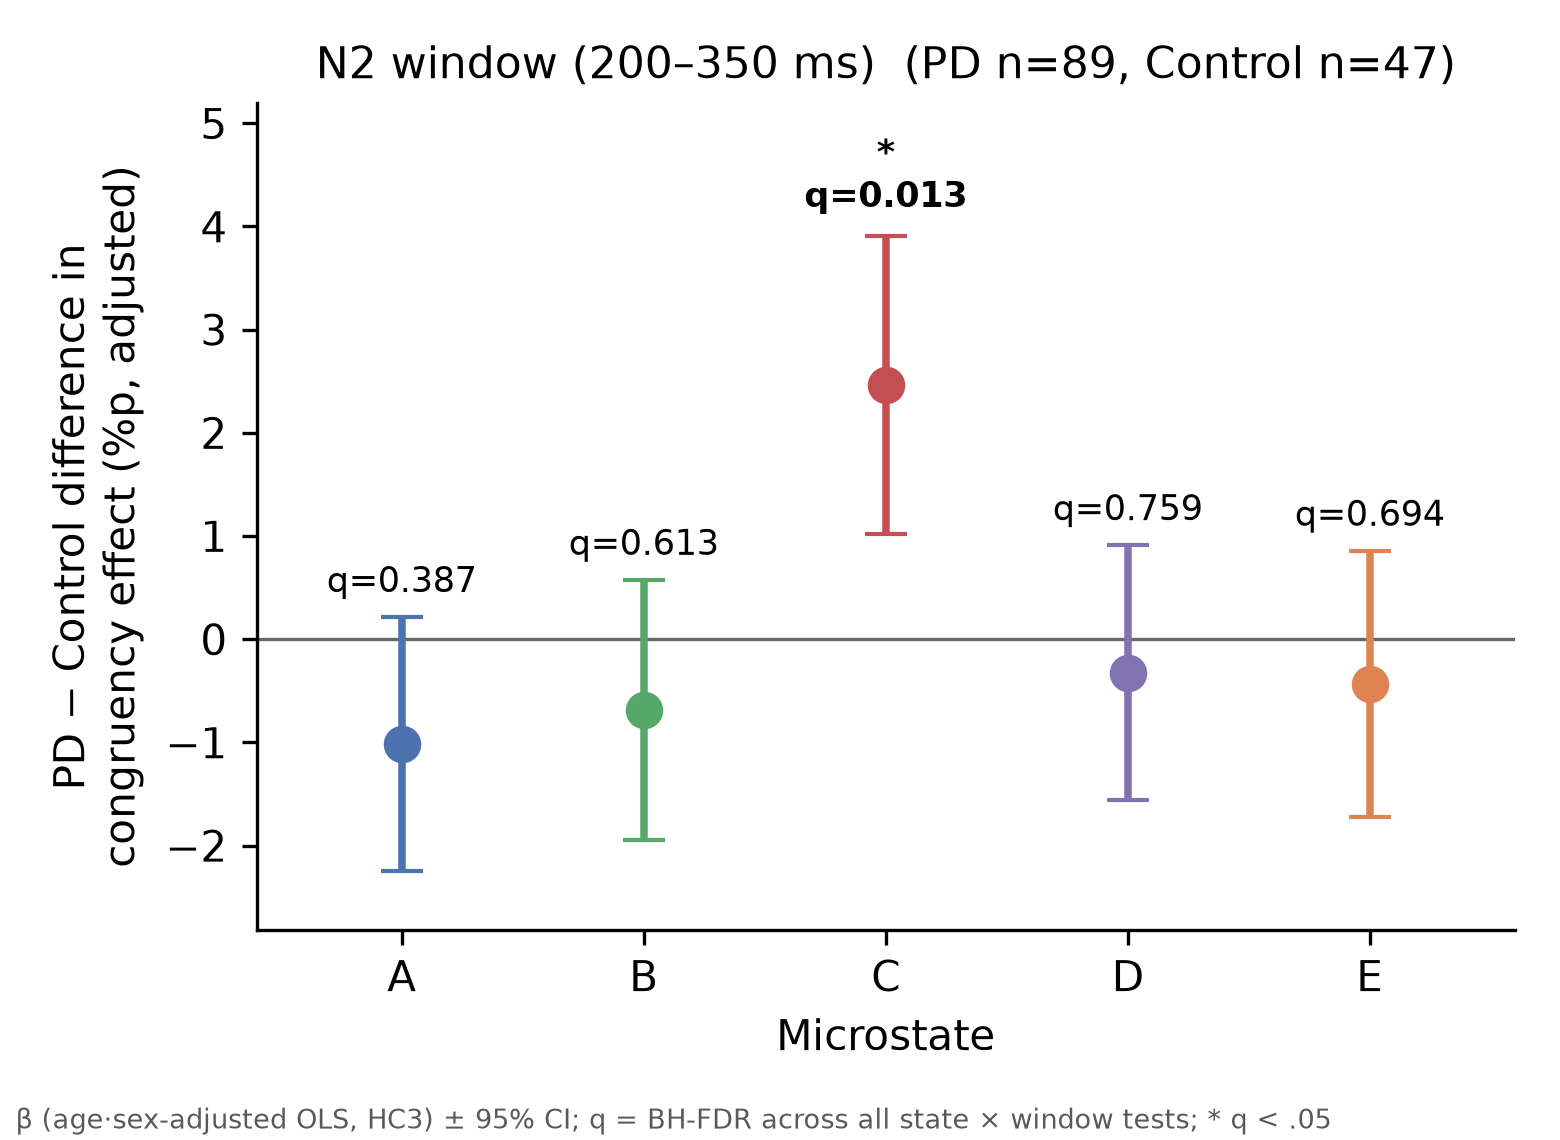 N2 window (200–350 ms)  (PD n=89, Control n=47)
PD − Control difference in
congruency effect (%p, adjusted)
5
4
3
2
1
0
−1
−2
*
q=0.013
q=0.387
q=0.613
q=0.759
q=0.694
A B C D E
Microstate
β (age·sex-adjusted OLS, HC3) ± 95% CI; q = BH-FDR across all state × window tests; * q < .05